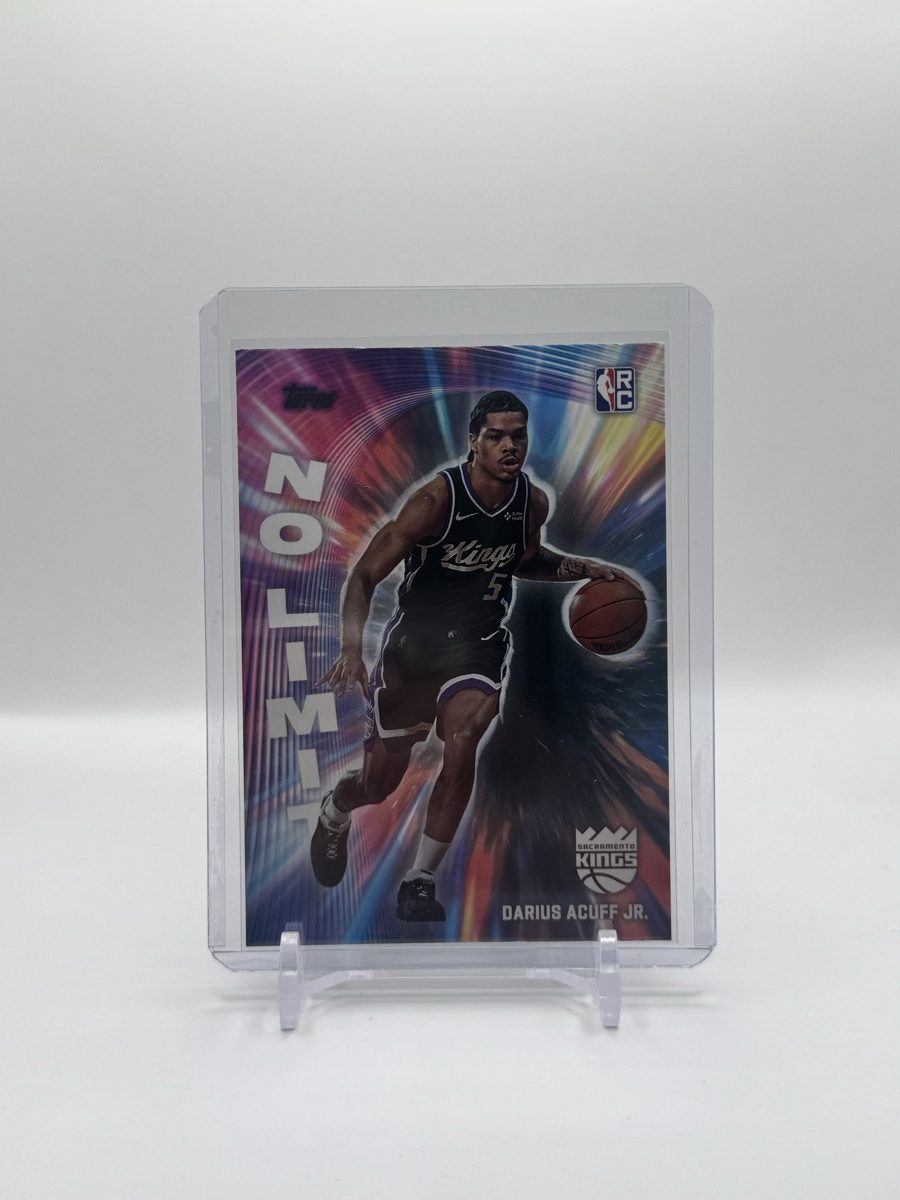 Topps
RC
NO LIMIT
Kings
5
SACRAMENTO
KINGS
DARIUS ACUFF JR.